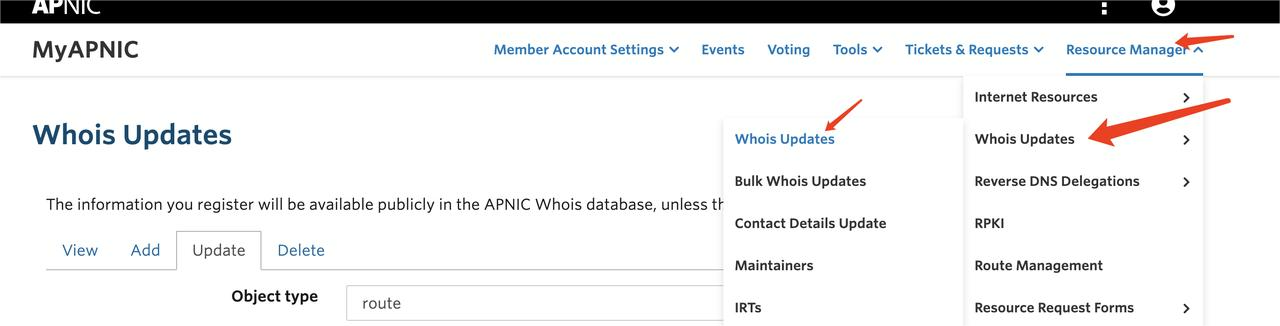 APNIC
MyAPNIC
Member Account Settings
Events
Voting
Tools
Tickets & Requests
Resource Manager
Internet Resources
Whois Updates
Whois Updates
Whois Updates
Bulk Whois Updates
Reverse DNS Delegations
The information you register will be available publicly in the APNIC Whois database, unless th
Contact Details Update
RPKI
View
Add
Update
Delete
Maintainers
Route Management
Object type
route
IRTs
Resource Request Forms